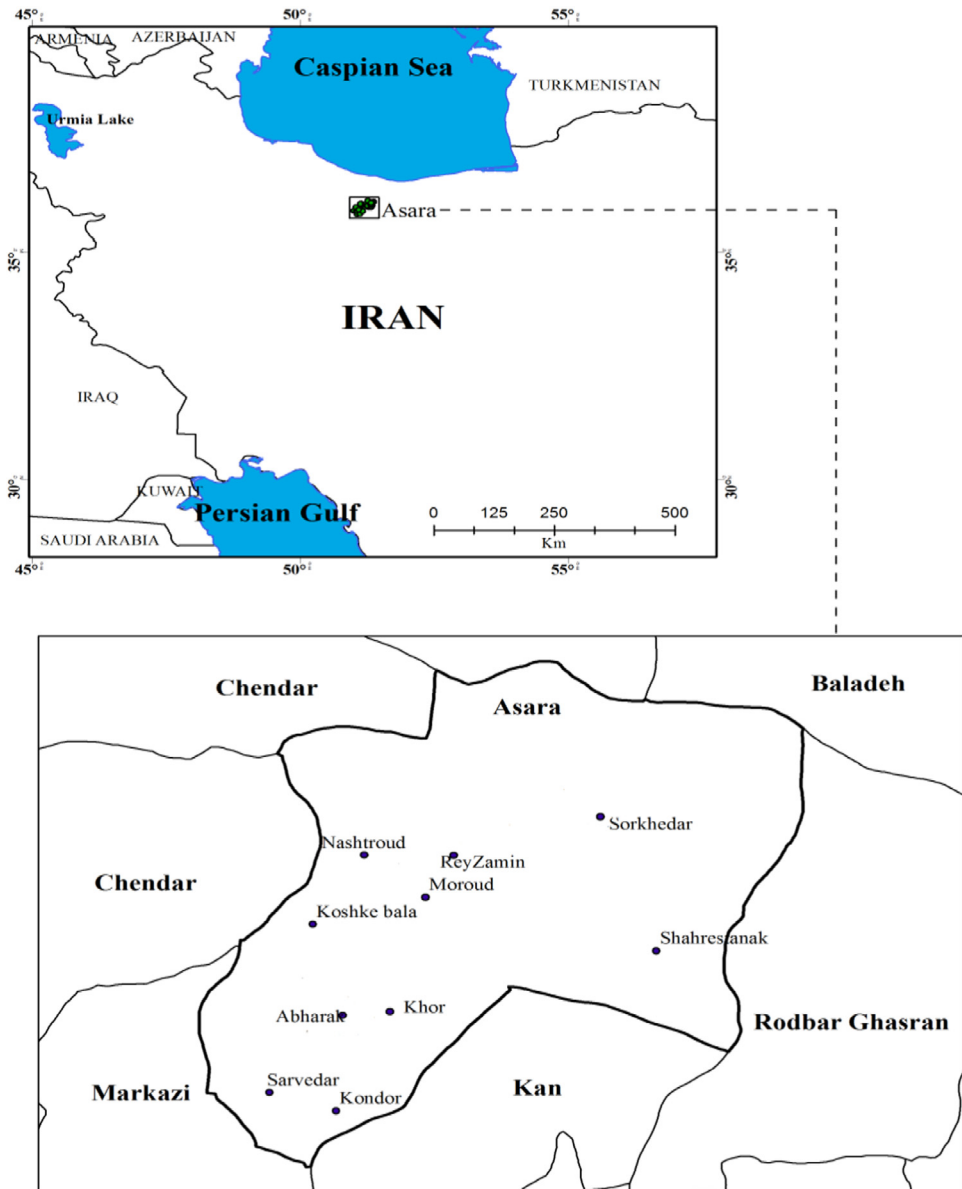 45°
50°
55°
ARMENIA
AZERBAIJAN
Caspian Sea
TURKMENISTAN
Urmia Lake
Asara
35°
35°
IRAN
IRAQ
30°
30°
KUWAIT
Persian Gulf
SAUDI ARABIA
0 125 250 500
Km
45°
50°
55°
Chendar
Asara
Baladeh
Sorkhedar
Nashtroud
ReyZamin
Moroud
Chendar
Koshke bala
Shahrestanak
Khor
Abharak
Rodbar Ghasran
Sarvedar
Kondor
Markazi
Kan